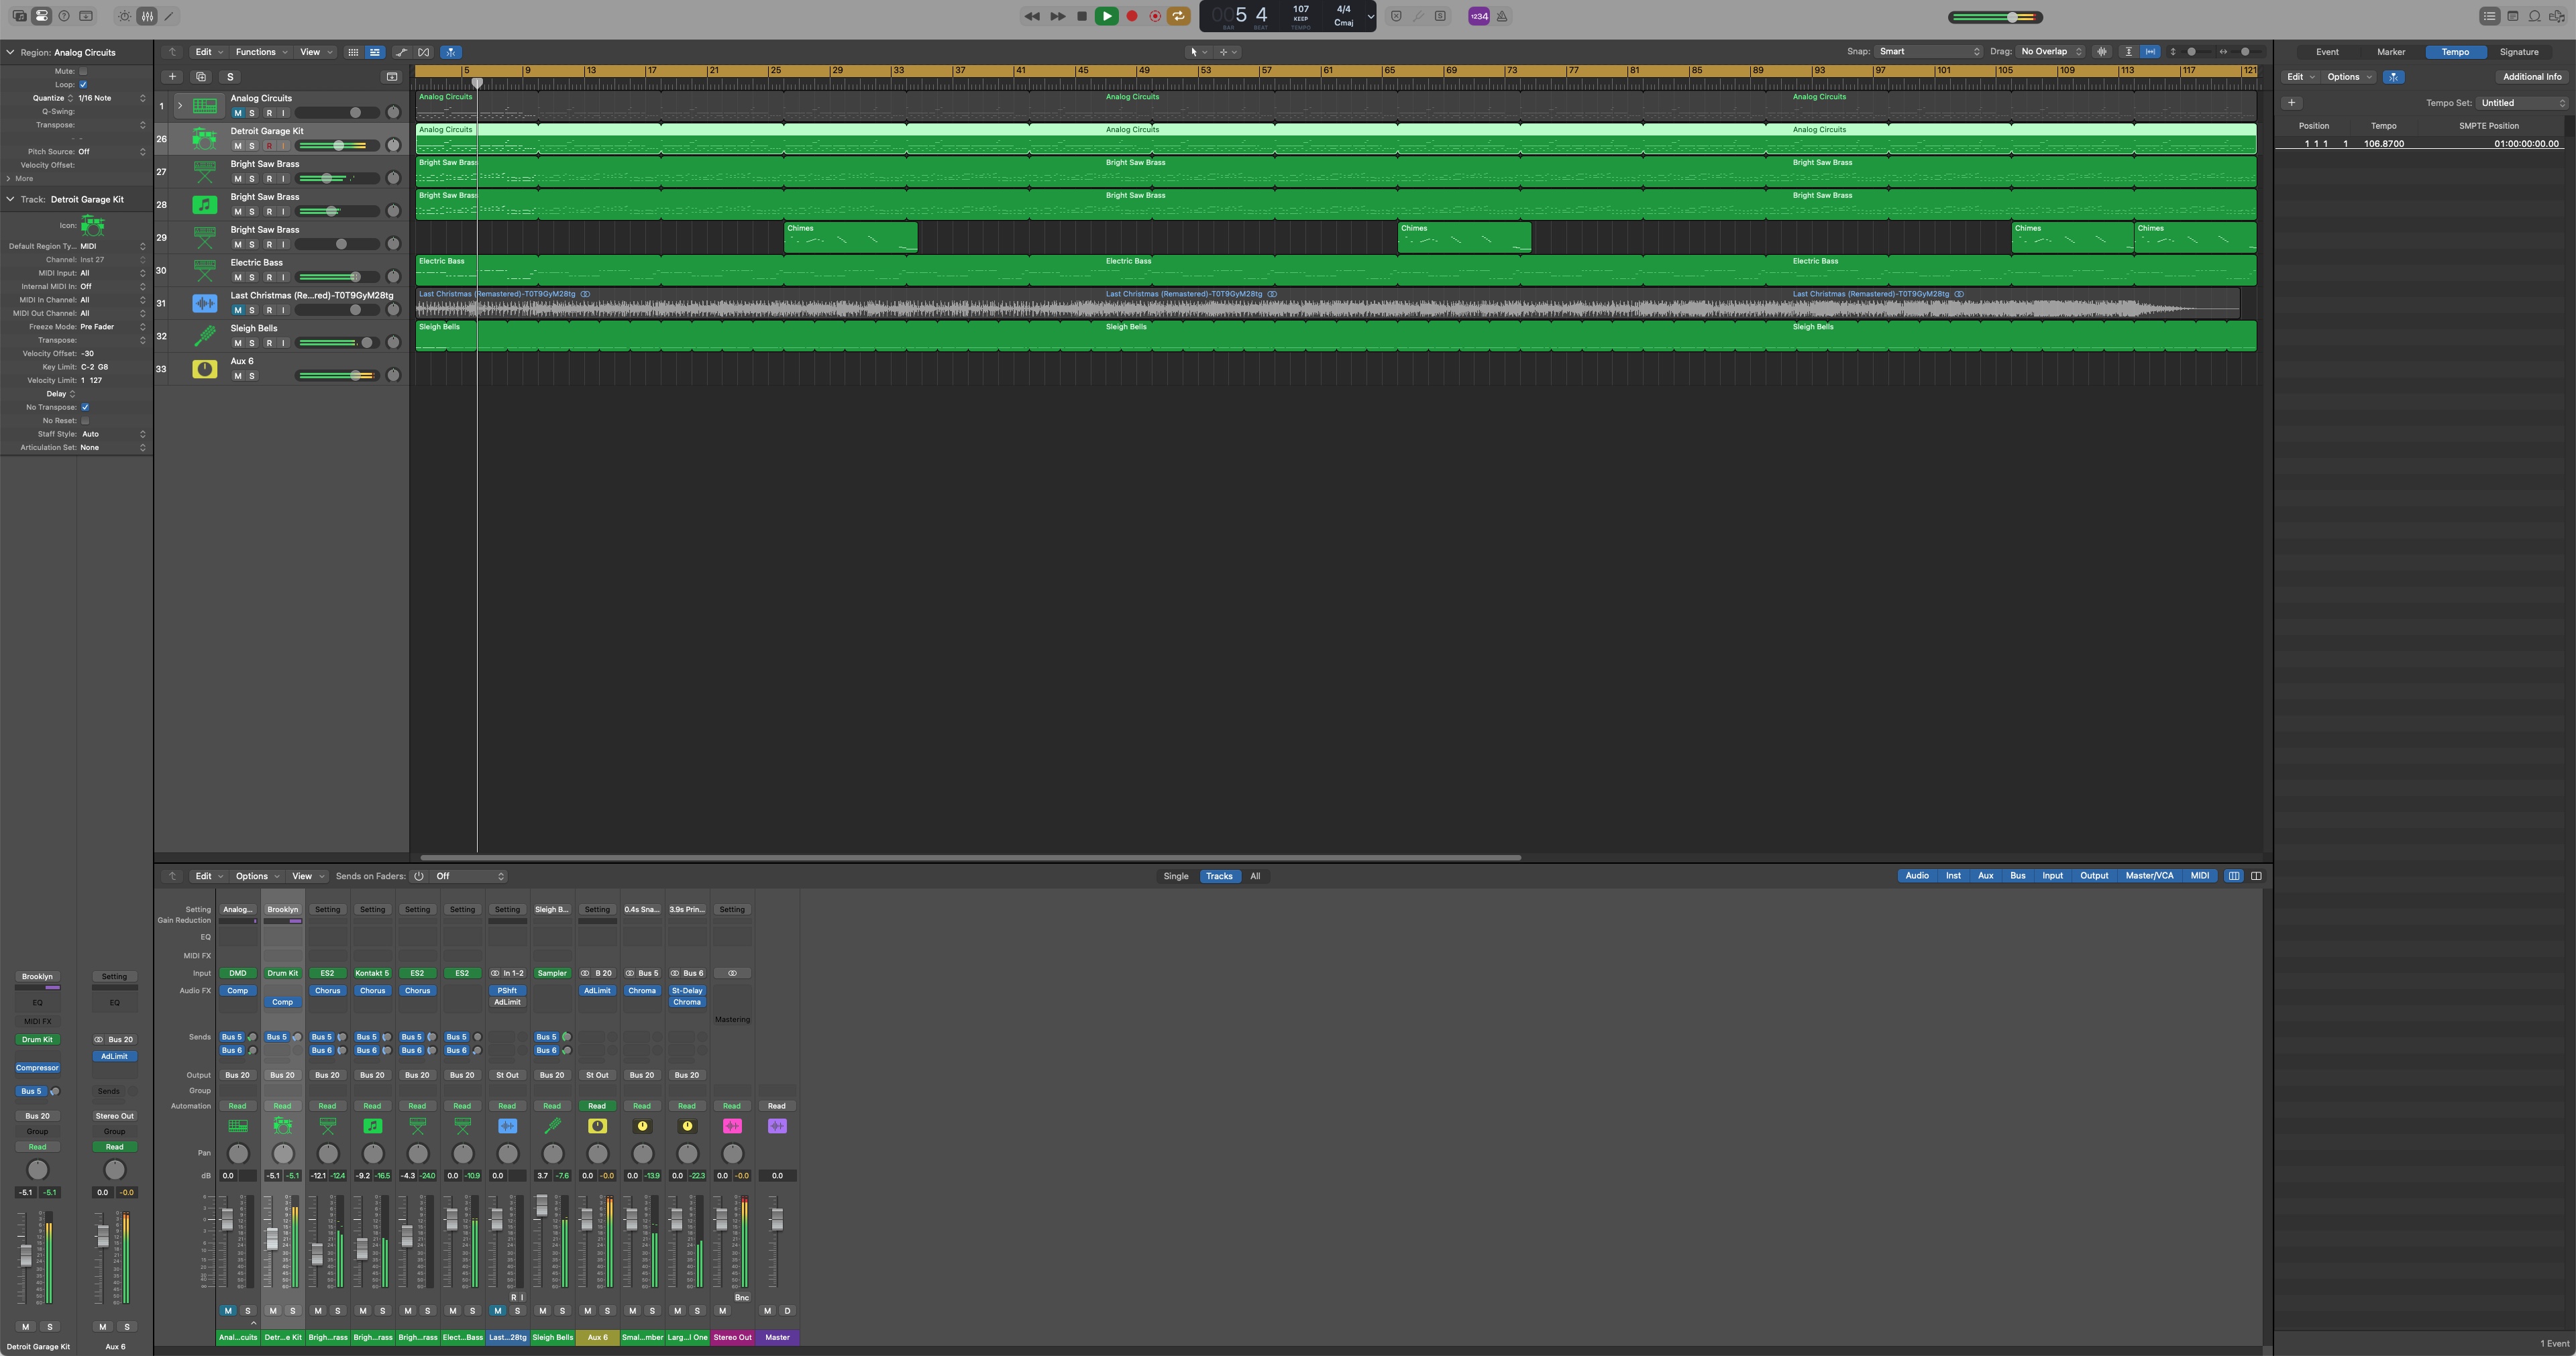 5 4 107 4/4
BAR BEAT KEEP TEMPO Cmaj
1234
Region: Analog Circuits
Mute:
Loop:
Quantize 1/16 Note
Q-Swing:
Transpose:
Pitch Source: Off
Velocity Offset:
More
Track: Detroit Garage Kit
Icon:
Default Region Ty... MIDI
Channel: Inst 27
MIDI Input: All
Internal MIDI In: Off
MIDI In Channel: All
MIDI Out Channel: All
Freeze Mode: Pre Fader
Transpose:
Velocity Offset: -30
Key Limit: C-2 G8
Velocity Limit: 1 127
Delay
No Transpose:
No Reset:
Staff Style: Auto
Articulation Set: None
Edit Functions View Snap: Smart Drag: No Overlap
S
5 9 13 17 21 25 29 33 37 41 45 49 53 57 61 65 69 73 77 81 85 89 93 97 101 105 109 113 117 121
1 Analog Circuits M S R I
Analog Circuits Analog Circuits Analog Circuits
26 Detroit Garage Kit M S R I
Analog Circuits Analog Circuits Analog Circuits
27 Bright Saw Brass M S R I
Bright Saw Brass Bright Saw Brass Bright Saw Brass
28 Bright Saw Brass M S R I
Bright Saw Brass Bright Saw Brass Bright Saw Brass
29 Bright Saw Brass M S R I
Chimes Chimes Chimes Chimes
30 Electric Bass M S R I
Electric Bass Electric Bass Electric Bass
31 Last Christmas (Re...red)-T0T9GyM28tg M S R I
Last Christmas (Remastered)-T0T9GyM28tg Last Christmas (Remastered)-T0T9GyM28tg Last Christmas (Remastered)-T0T9GyM28tg
32 Sleigh Bells M S R I
Sleigh Bells Sleigh Bells Sleigh Bells
33 Aux 6 M S
Event Marker Tempo Signature
Edit Options Additional Info
Tempo Set: Untitled
Position Tempo SMPTE Position
1 1 1 1 106.8700 01:00:00:00.00
1 Event
Edit Options View Sends on Faders: Off Single Tracks All Audio Inst Aux Bus Input Output Master/VCA MIDI
Setting Analog... Brooklyn Setting Setting Setting Setting Setting Sleigh B... Setting 0.4s Sna... 3.9s Prin... Setting
Gain Reduction
EQ
MIDI FX
Input DMD Drum Kit ES2 Kontakt 5 ES2 ES2 In 1-2 Sampler B 20 Bus 5 Bus 6
Audio FX Comp Chorus Chorus Chorus PShft AdLimit Chroma St-Delay
Comp AdLimit Chroma
Mastering
Sends Bus 5 Bus 5 Bus 5 Bus 5 Bus 5 Bus 5 Bus 5
Bus 6 Bus 6 Bus 6 Bus 6 Bus 6 Bus 6
Output Bus 20 Bus 20 Bus 20 Bus 20 Bus 20 Bus 20 St Out Bus 20 St Out Bus 20 Bus 20
Group
Automation Read Read Read Read Read Read Read Read Read Read Read Read Read
Pan
dB 0.0 -5.1 -5.1 -12.1 -12.4 -9.2 -16.5 -4.3 -24.0 0.0 -10.9 0.0 3.7 -7.6 0.0 -0.0 0.0 -13.9 0.0 -22.3 0.0 -0.0 0.0
R I Bnc
M S M S M S M S M S M S M S M S M S M S M S M M D
Anal...cuits Detr...e Kit Brigh...rass Brigh...rass Brigh...rass Elect...Bass Last...28tg Sleigh Bells Aux 6 Smal...mber Larg...l One Stereo Out Master
Brooklyn Setting
EQ EQ
MIDI FX
Drum Kit Bus 20
AdLimit
Compressor
Bus 5 Sends
Bus 20 Stereo Out
Group Group
Read Read
-5.1 -5.1 0.0 -0.0
M S M S
Detroit Garage Kit Aux 6